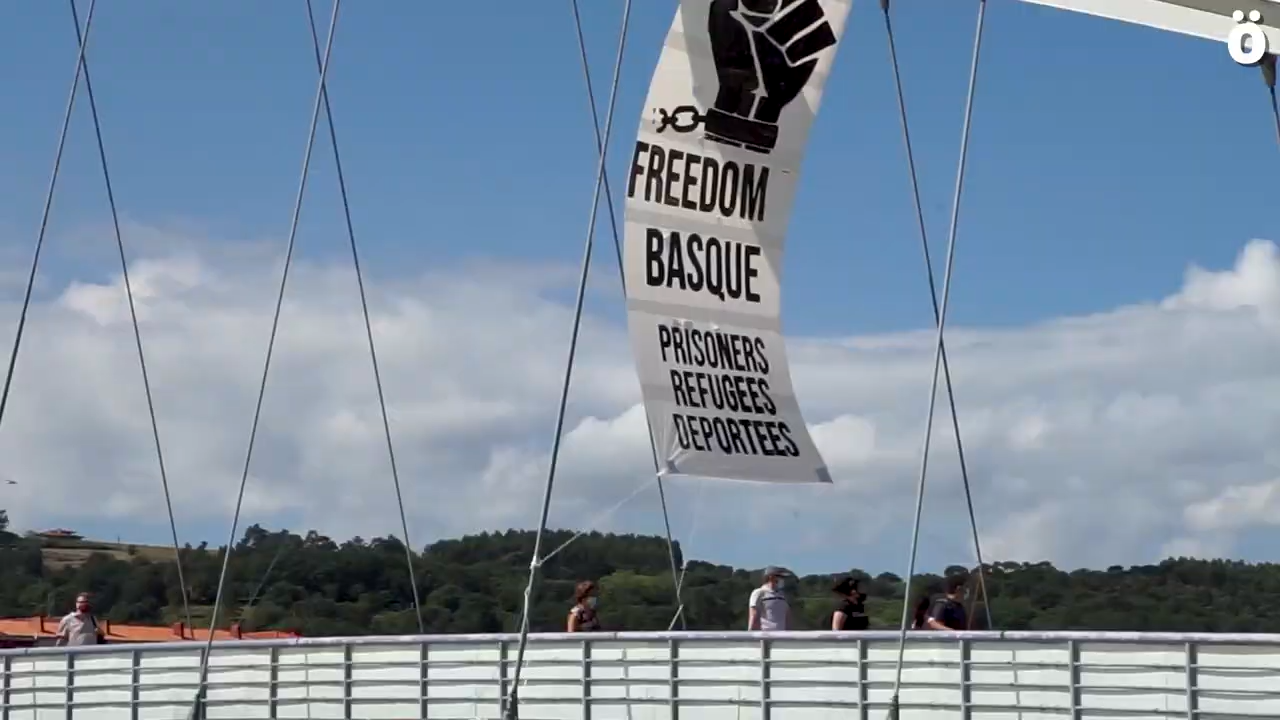 ö
FREEDOM
BASQUE
PRISONERS
REFUGEES
DEPORTEES